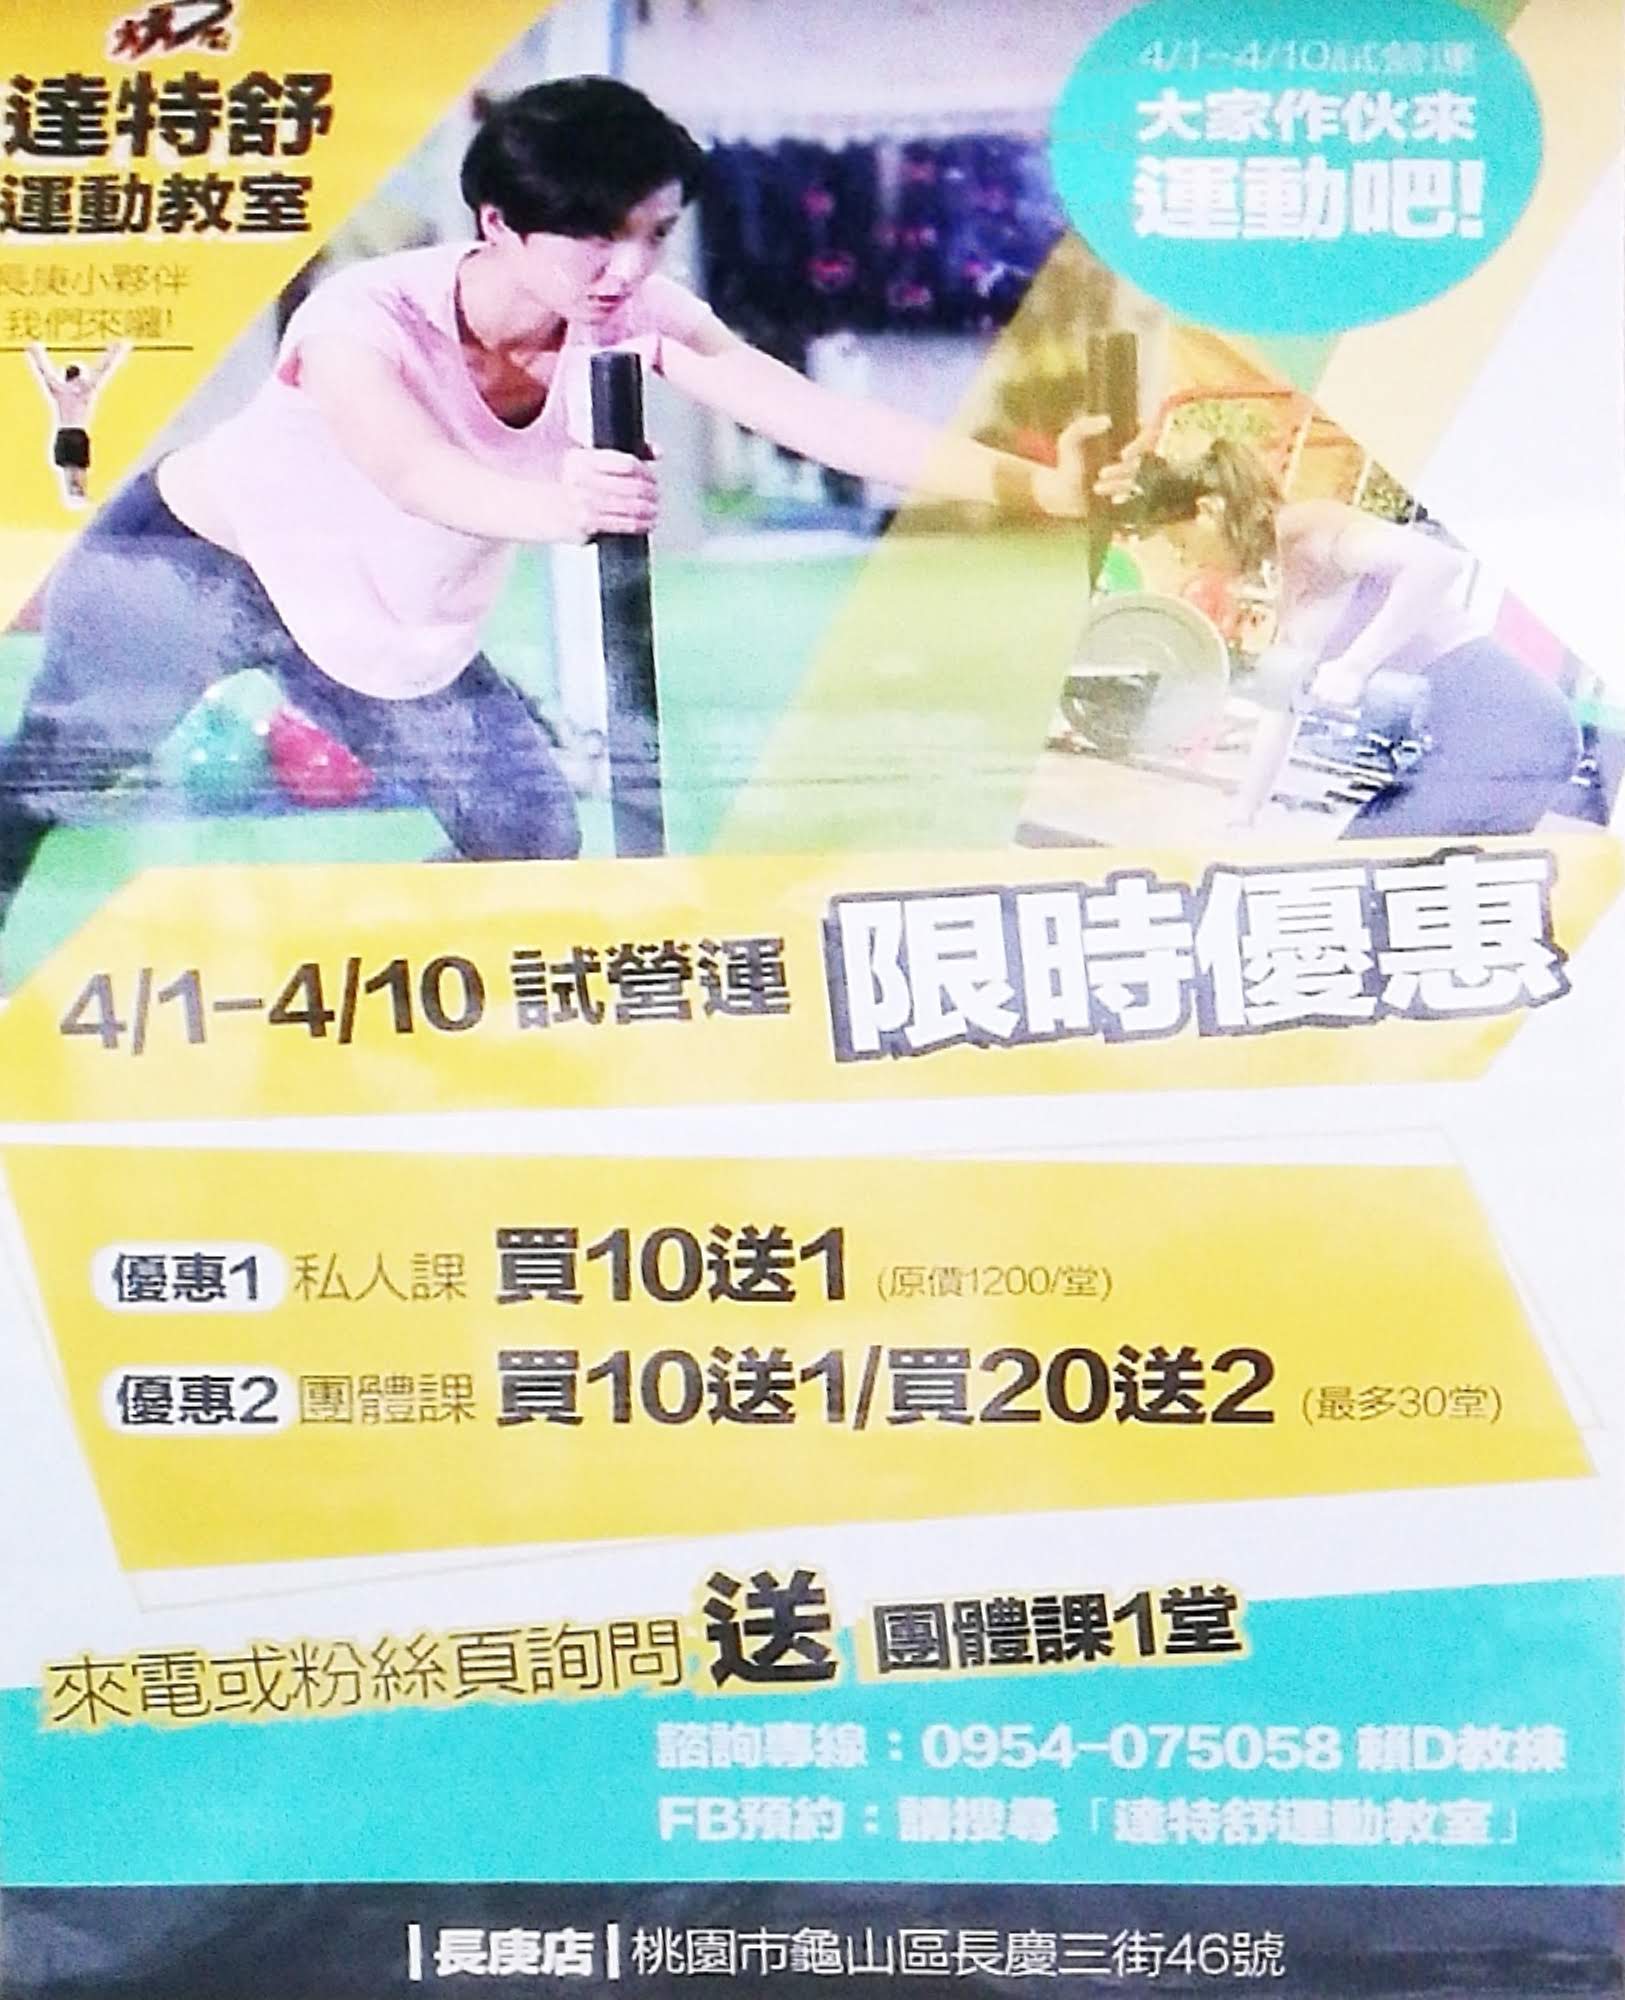 達特舒
運動教室
長庚小夥伴
我們來囉!
4/1-4/10試營運
大家作伙來
運動吧!
4/1-4/10 試營運 限時優惠
優惠1 私人課 買10送1 (原價1200/堂)
優惠2 團體課 買10送1/買20送2 (最多30堂)
來電或粉絲頁詢問 送 團體課1堂
諮詢專線：0954-075058 賴D教練
FB預約：請搜尋「達特舒運動教室」
|長庚店|桃園市龜山區長慶三街46號